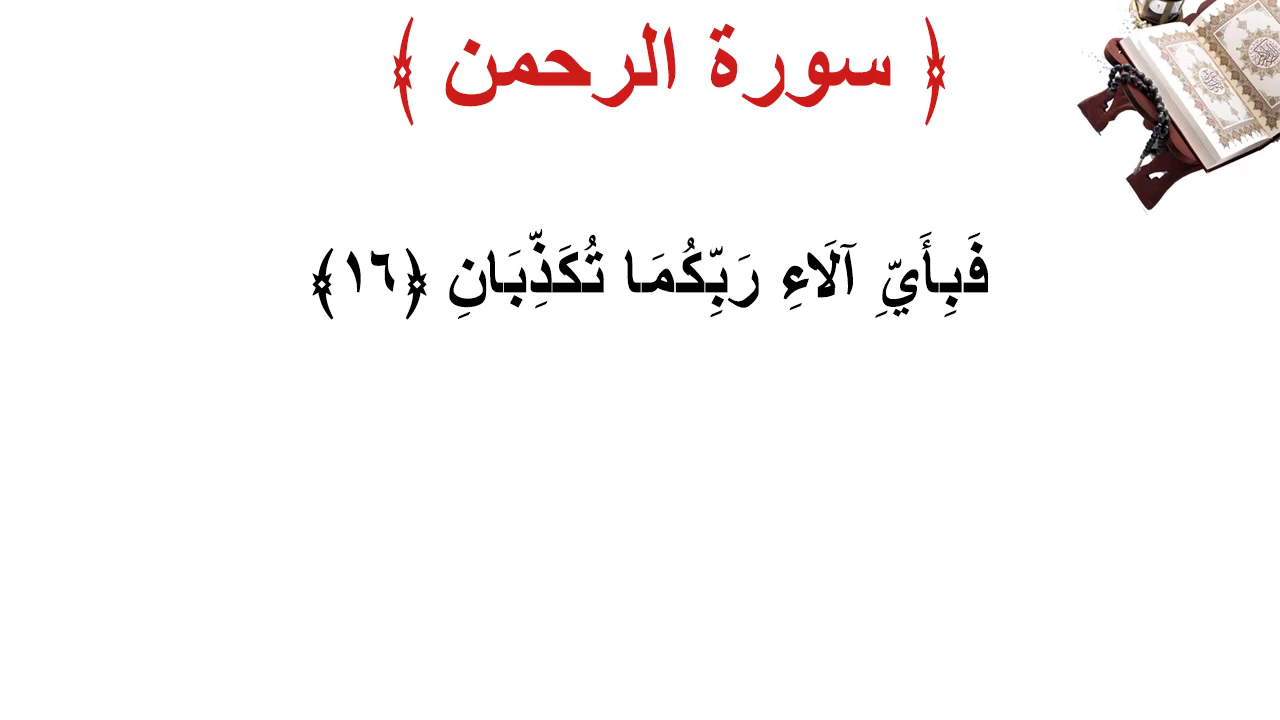 ﴿ سورة الرحمن ﴾
فَبِأَيِّ آلَاءِ رَبِّكُمَا تُكَذِّبَانِ ﴿١٦﴾